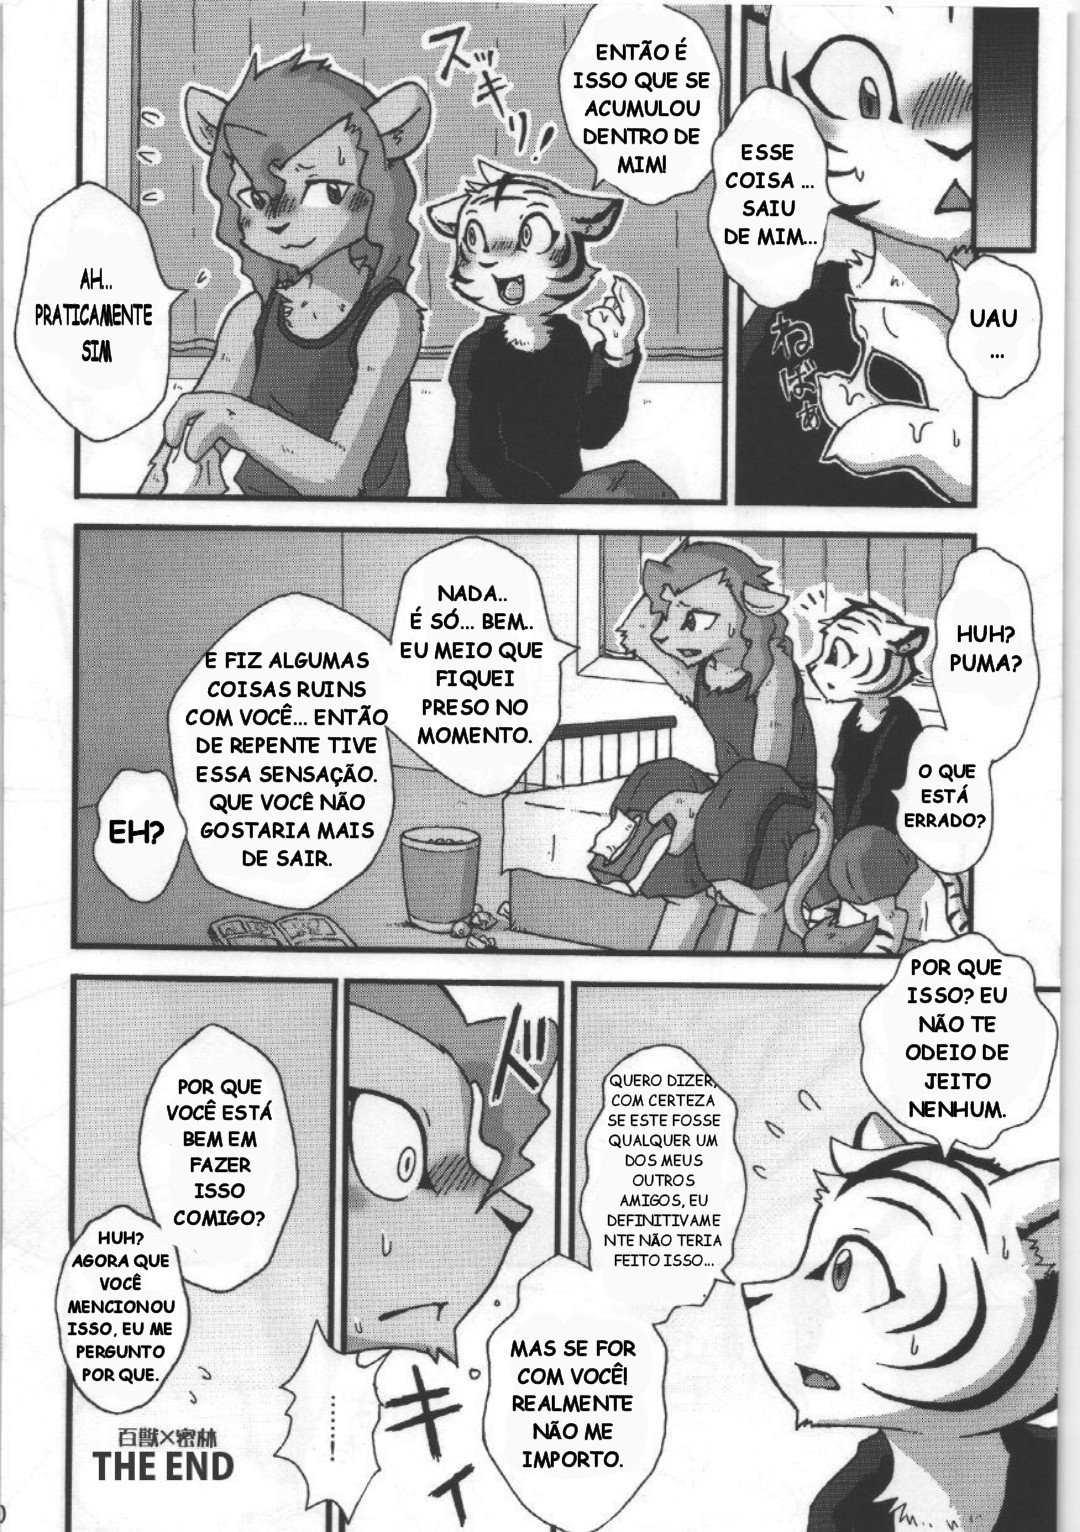 UAU
...
ESSE
COISA ...
SAIU
DE MIM...
ねばぁ
ENTÃO É
ISSO QUE SE
ACUMULOU
DENTRO DE
MIM!
スッキリ!!
AH...
PRATICAMENTE
SIM
HUH?
PUMA?
O QUE
ESTÁ
ERRADO?
NADA..
É SÓ... BEM..
EU MEIO QUE
FIQUEI
PRESO NO
MOMENTO.
E FIZ ALGUMAS
COISAS RUINS
COM VOCÊ... ENTÃO
DE REPENTE TIVE
ESSA SENSAÇÃO.
QUE VOCÊ NÃO
GOSTARIA MAIS
DE SAIR.
EH?
POR QUE
ISSO? EU
NÃO TE
ODEIO DE
JEITO
NENHUM.
QUERO DIZER,
COM CERTEZA
SE ESTE FOSSE
QUALQUER UM
DOS MEUS
OUTROS
AMIGOS, EU
DEFINITIVAME
NTE NÃO TERIA
FEITO ISSO...
MAS SE FOR
COM VOCÊ!
REALMENTE
NÃO ME
IMPORTO.
ドキィ
.........
POR QUE
VOCÊ ESTÁ
BEM EM
FAZER
ISSO
COMIGO?
HUH?
AGORA QUE
VOCÊ
MENCIONOU
ISSO, EU ME
PERGUNTO
POR QUE.
百獣×密林
THE END